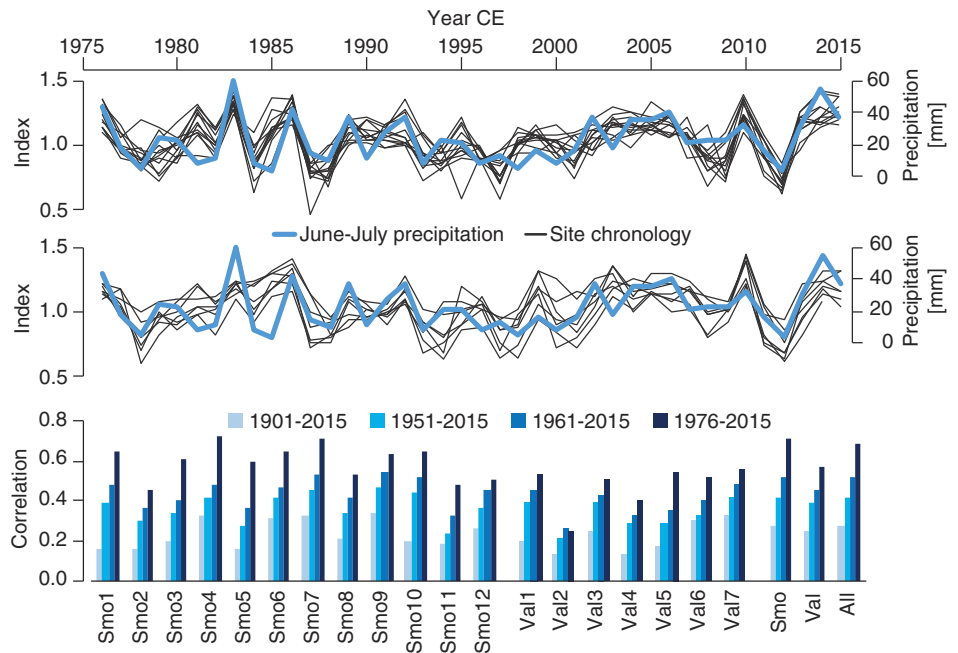 Year CE
1975 1980 1985 1990 1995 2000 2005 2010 2015
1.5
1.0
0.5
Index
60
40
20
0
Precipitation
[mm]
June-July precipitation Site chronology
1.5
1.0
0.5
Index
60
40
20
0
Precipitation
[mm]
0.8
0.6
0.4
0.2
0.0
Correlation
1901-2015 1951-2015 1961-2015 1976-2015
Smo1 Smo2 Smo3 Smo4 Smo5 Smo6 Smo7 Smo8 Smo9 Smo10 Smo11 Smo12 Val1 Val2 Val3 Val4 Val5 Val6 Val7 Smo Val All